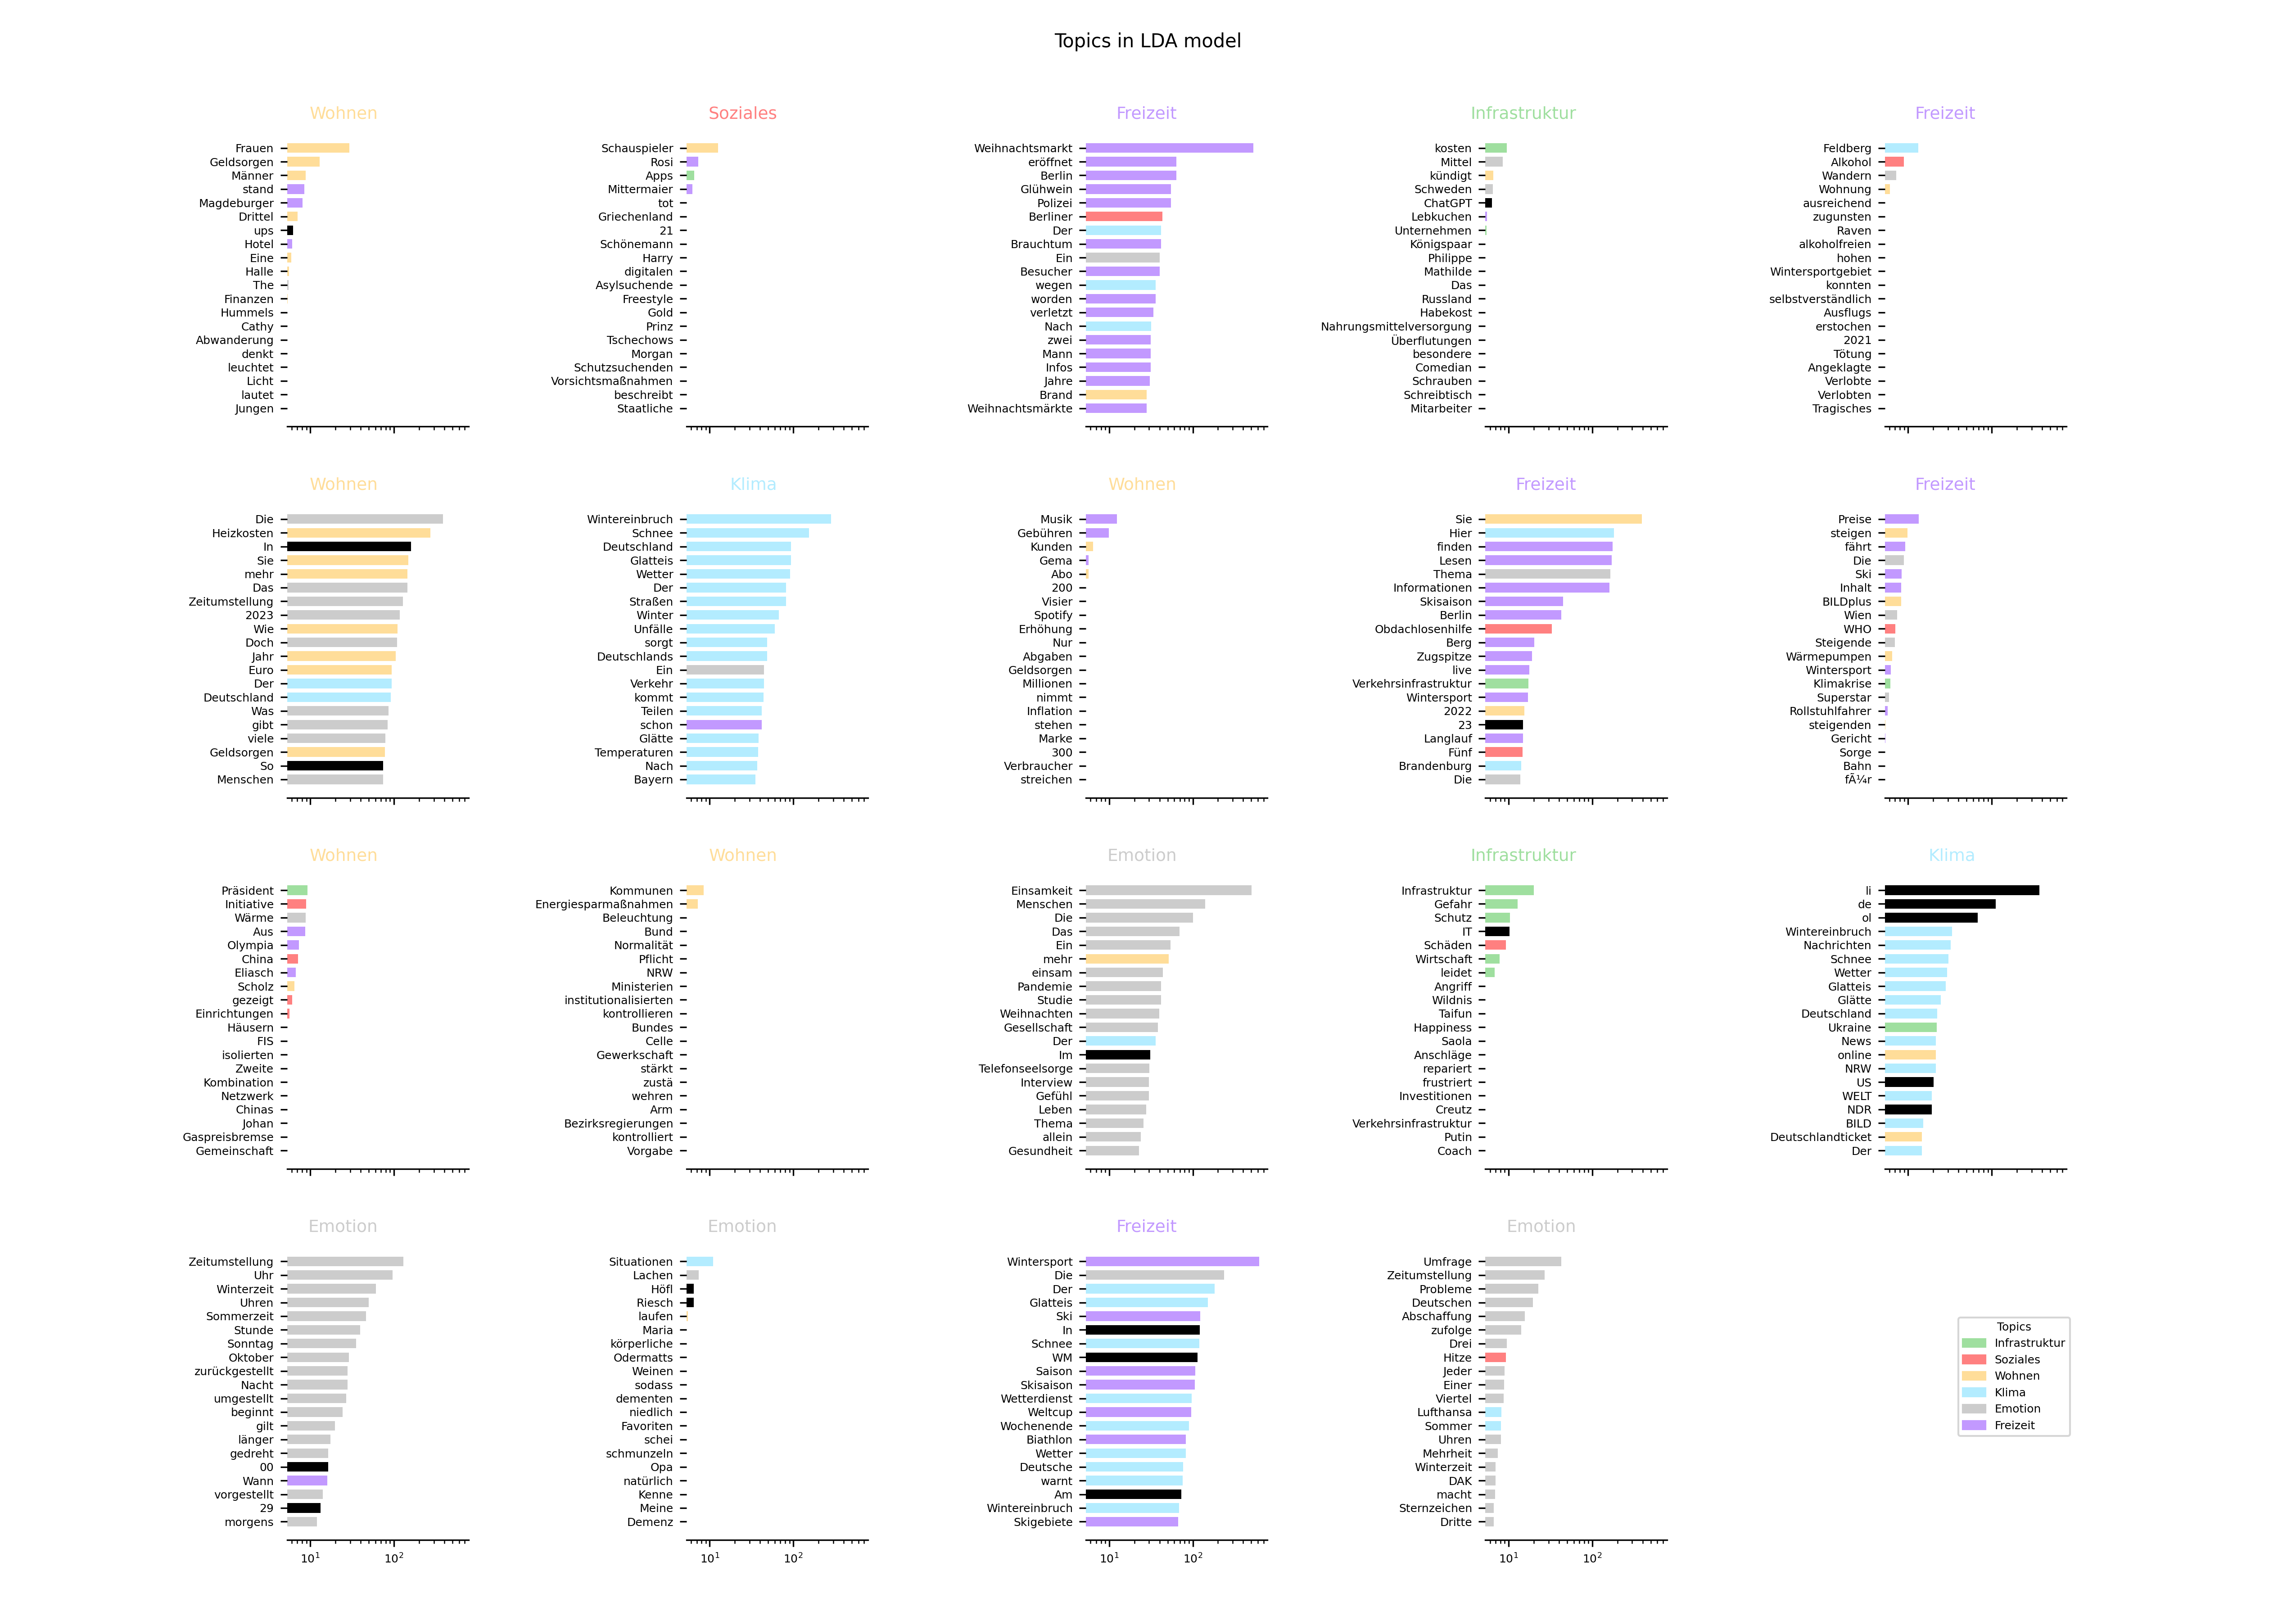 Topics in LDA model
Wohnen
Frauen
Geldsorgen
Männer
stand
Magdeburger
Drittel
ups
Hotel
Eine
Halle
The
Finanzen
Hummels
Cathy
Abwanderung
denkt
leuchtet
Licht
lautet
Jungen
Soziales
Schauspieler
Rosi
Apps
Mittermaier
tot
Griechenland
21
Schönemann
Harry
digitalen
Asylsuchende
Freestyle
Gold
Prinz
Tschechows
Morgan
Schutzsuchenden
Vorsichtsmaßnahmen
beschreibt
Staatliche
Freizeit
Weihnachtsmarkt
eröffnet
Berlin
Glühwein
Polizei
Berliner
Der
Brauchtum
Ein
Besucher
wegen
worden
verletzt
Nach
zwei
Mann
Infos
Jahre
Brand
Weihnachtsmärkte
Infrastruktur
kosten
Mittel
kündigt
Schweden
ChatGPT
Lebkuchen
Unternehmen
Königspaar
Philippe
Mathilde
Das
Russland
Habekost
Nahrungsmittelversorgung
Überflutungen
besondere
Comedian
Schrauben
Schreibtisch
Mitarbeiter
Freizeit
Feldberg
Alkohol
Wandern
Wohnung
ausreichend
zugunsten
Raven
alkoholfreien
hohen
Wintersportgebiet
konnten
selbstverständlich
Ausflugs
erstochen
2021
Tötung
Angeklagte
Verlobte
Verlobten
Tragisches
Wohnen
Die
Heizkosten
In
Sie
mehr
Das
Zeitumstellung
2023
Wie
Doch
Jahr
Euro
Der
Deutschland
Was
gibt
viele
Geldsorgen
So
Menschen
Klima
Wintereinbruch
Schnee
Deutschland
Glatteis
Wetter
Der
Straßen
Winter
Unfälle
sorgt
Deutschlands
Ein
Verkehr
kommt
Teilen
schon
Glätte
Temperaturen
Nach
Bayern
Wohnen
Musik
Gebühren
Kunden
Gema
Abo
200
Visier
Spotify
Erhöhung
Nur
Abgaben
Geldsorgen
Millionen
nimmt
Inflation
stehen
Marke
300
Verbraucher
streichen
Freizeit
Sie
Hier
finden
Lesen
Thema
Informationen
Skisaison
Berlin
Obdachlosenhilfe
Berg
Zugspitze
live
Verkehrsinfrastruktur
Wintersport
2022
23
Langlauf
Fünf
Brandenburg
Die
Freizeit
Preise
steigen
fährt
Die
Ski
Inhalt
BILDplus
Wien
WHO
Steigende
Wärmepumpen
Wintersport
Klimakrise
Superstar
Rollstuhlfahrer
steigenden
Gericht
Sorge
Bahn
fÃ¼r
Wohnen
Präsident
Initiative
Wärme
Aus
Olympia
China
Eliasch
Scholz
gezeigt
Einrichtungen
Häusern
FIS
isolierten
Zweite
Kombination
Netzwerk
Chinas
Johan
Gaspreisbremse
Gemeinschaft
Wohnen
Kommunen
Energiesparmaßnahmen
Beleuchtung
Bund
Normalität
Pflicht
NRW
Ministerien
institutionalisierten
kontrollieren
Bundes
Celle
Gewerkschaft
stärkt
zustä
wehren
Arm
Bezirksregierungen
kontrolliert
Vorgabe
Emotion
Einsamkeit
Menschen
Die
Das
Ein
mehr
einsam
Pandemie
Studie
Weihnachten
Gesellschaft
Der
Im
Telefonseelsorge
Interview
Gefühl
Leben
Thema
allein
Gesundheit
Infrastruktur
Infrastruktur
Gefahr
Schutz
IT
Schäden
Wirtschaft
leidet
Angriff
Wildnis
Taifun
Happiness
Saola
Anschläge
repariert
frustriert
Investitionen
Creutz
Verkehrsinfrastruktur
Putin
Coach
Klima
li
de
ol
Wintereinbruch
Nachrichten
Schnee
Wetter
Glatteis
Glätte
Deutschland
Ukraine
News
online
NRW
US
WELT
NDR
BILD
Deutschlandticket
Der
Emotion
Zeitumstellung
Uhr
Winterzeit
Uhren
Sommerzeit
Stunde
Sonntag
Oktober
zurückgestellt
Nacht
umgestellt
beginnt
gilt
länger
gedreht
00
Wann
vorgestellt
29
morgens
10¹ 10²
Emotion
Situationen
Lachen
Höfl
Riesch
laufen
Maria
körperliche
Odermatts
Weinen
sodass
dementen
niedlich
Favoriten
schei
schmunzeln
Opa
natürlich
Kenne
Meine
Demenz
10¹ 10²
Freizeit
Wintersport
Die
Der
Glatteis
Ski
In
Schnee
WM
Saison
Skisaison
Wetterdienst
Weltcup
Wochenende
Biathlon
Wetter
Deutsche
warnt
Am
Wintereinbruch
Skigebiete
10¹ 10²
Emotion
Umfrage
Zeitumstellung
Probleme
Deutschen
Abschaffung
zufolge
Drei
Hitze
Jeder
Einer
Viertel
Lufthansa
Sommer
Uhren
Mehrheit
Winterzeit
DAK
macht
Sternzeichen
Dritte
10¹ 10²
Topics
Infrastruktur
Soziales
Wohnen
Klima
Emotion
Freizeit